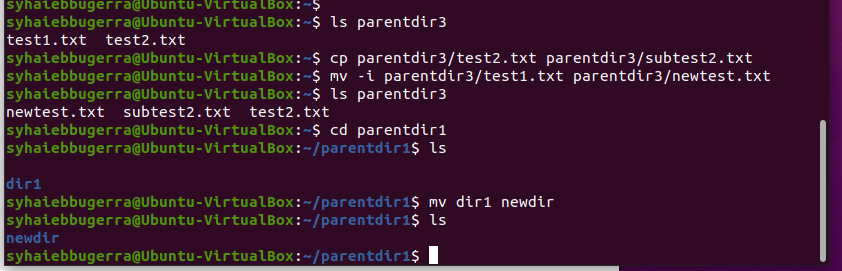 syhaiebbugerra@Ubuntu-VirtualBox:~$
syhaiebbugerra@Ubuntu-VirtualBox:~$ ls parentdir3
test1.txt  test2.txt
syhaiebbugerra@Ubuntu-VirtualBox:~$ cp parentdir3/test2.txt parentdir3/subtest2.txt
syhaiebbugerra@Ubuntu-VirtualBox:~$ mv -i parentdir3/test1.txt parentdir3/newtest.txt
syhaiebbugerra@Ubuntu-VirtualBox:~$ ls parentdir3
newtest.txt  subtest2.txt  test2.txt
syhaiebbugerra@Ubuntu-VirtualBox:~$ cd parentdir1
syhaiebbugerra@Ubuntu-VirtualBox:~/parentdir1$ ls
dir1
syhaiebbugerra@Ubuntu-VirtualBox:~/parentdir1$ mv dir1 newdir
syhaiebbugerra@Ubuntu-VirtualBox:~/parentdir1$ ls
newdir
syhaiebbugerra@Ubuntu-VirtualBox:~/parentdir1$